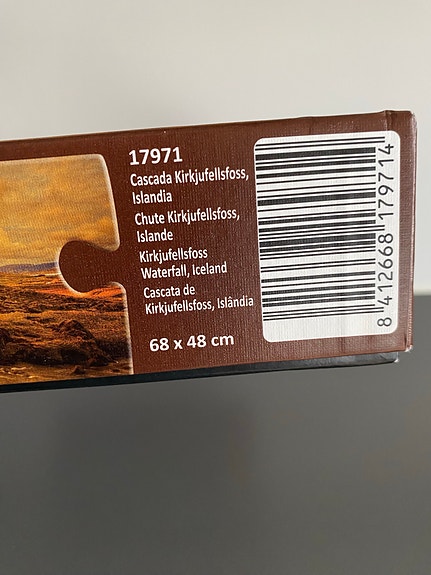 17971
Cascada Kirkjufellsfoss,
Islandia
Chute Kirkjufellsfoss,
Islande
Kirkjufellsfoss
Waterfall, Iceland
Cascata de
Kirkjufellsfoss, Islândia
68 x 48 cm
8 412668 179714